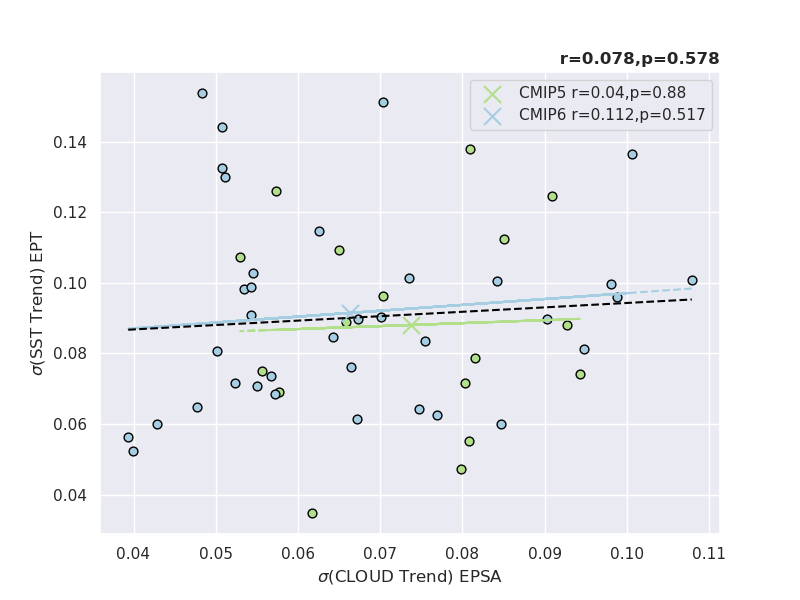 r=0.078,p=0.578
CMIP5 r=0.04,p=0.88
CMIP6 r=0.112,p=0.517
0.14
0.12
0.10
0.08
0.06
0.04
σ(SST Trend) EPT
0.04 0.05 0.06 0.07 0.08 0.09 0.10 0.11
σ(CLOUD Trend) EPSA